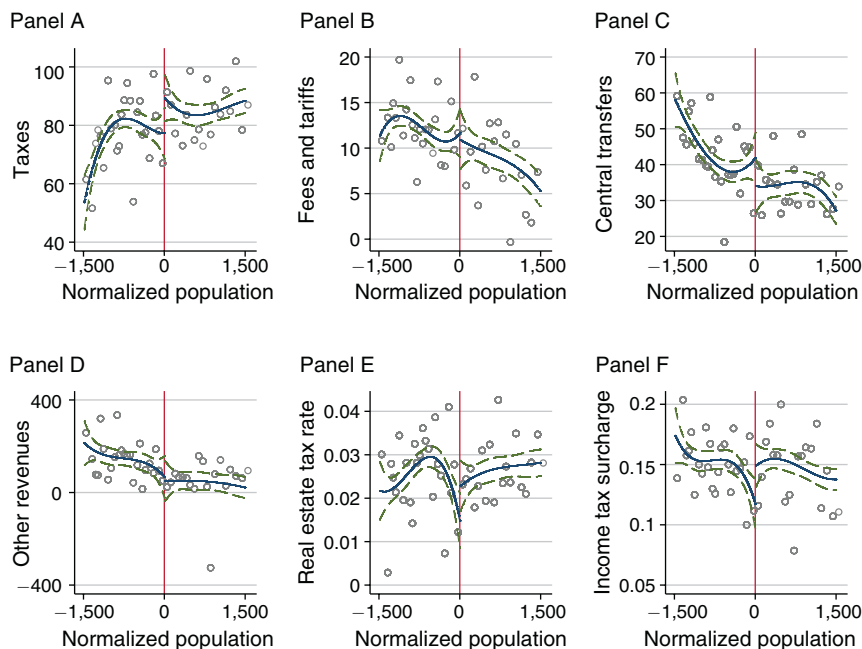 Panel A
Panel B
Panel C
Taxes
100
80
60
40
−1,500
0
1,500
Normalized population
Fees and tariffs
20
15
10
5
0
−1,500
0
1,500
Normalized population
Central transfers
70
60
50
40
30
20
−1,500
0
1,500
Normalized population
Panel D
Panel E
Panel F
Other revenues
400
0
−400
−1,500
0
1,500
Normalized population
Real estate tax rate
0.04
0.03
0.02
0.01
0
−1,500
0
1,500
Normalized population
Income tax surcharge
0.2
0.15
0.1
0.05
−1,500
0
1,500
Normalized population